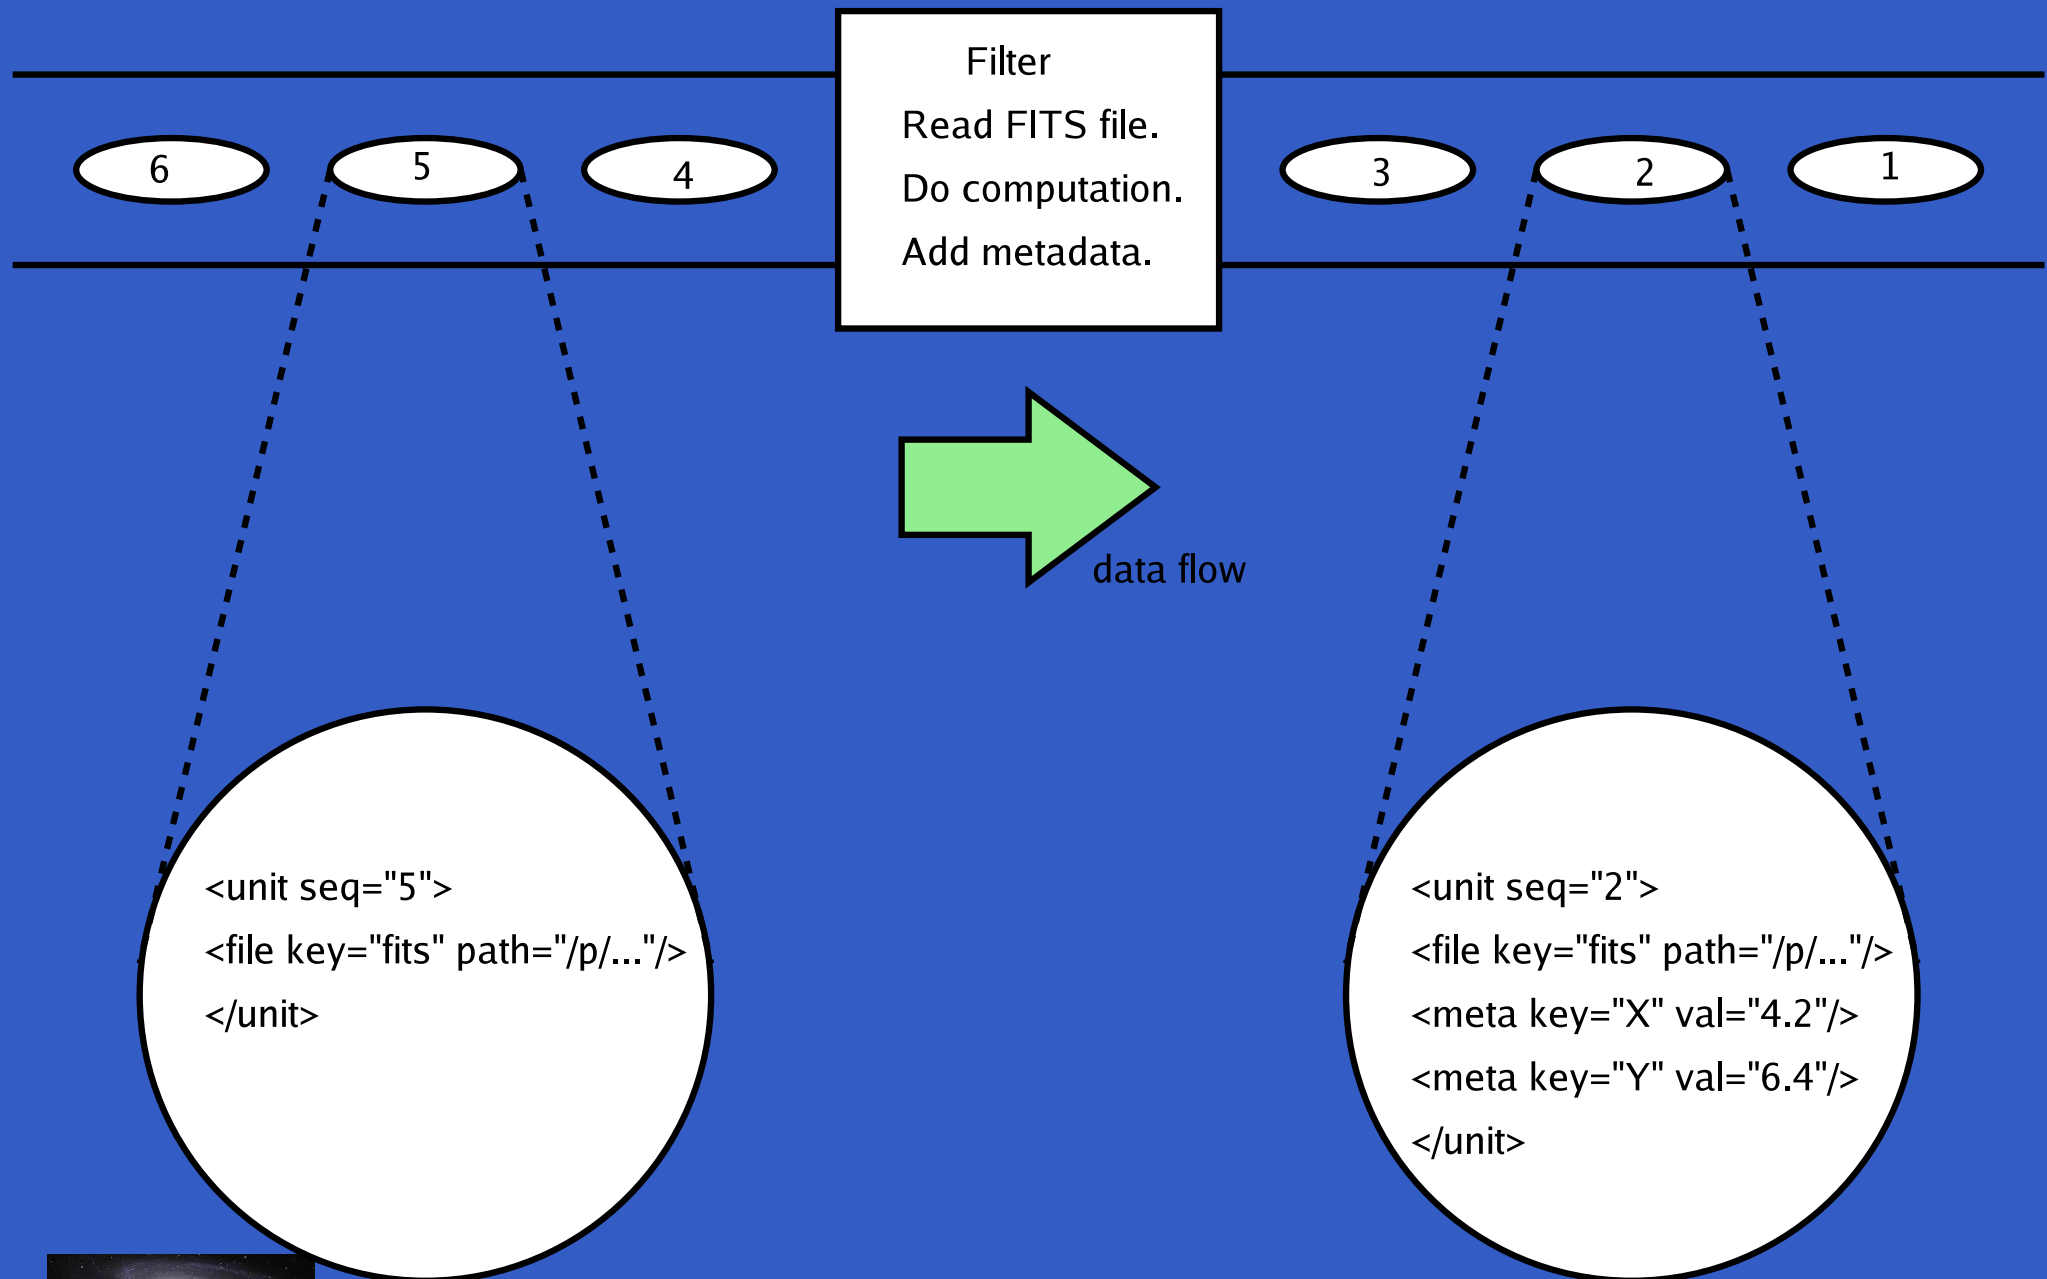 Filter
Read FITS file.
Do computation.
Add metadata.
6
5
4
3
2
1
data flow
<unit seq="5">
<file key="fits" path="/p/..."/>
</unit>
<unit seq="2">
<file key="fits" path="/p/..."/>
<meta key="X" val="4.2"/>
<meta key="Y" val="6.4"/>
</unit>